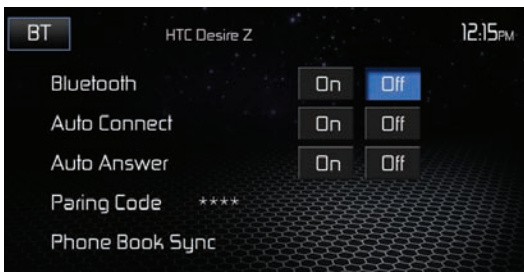 BT HTC Desire Z 12:15PM
Bluetooth On Off
Auto Connect On Off
Auto Answer On Off
Paring Code ****
Phone Book Sync